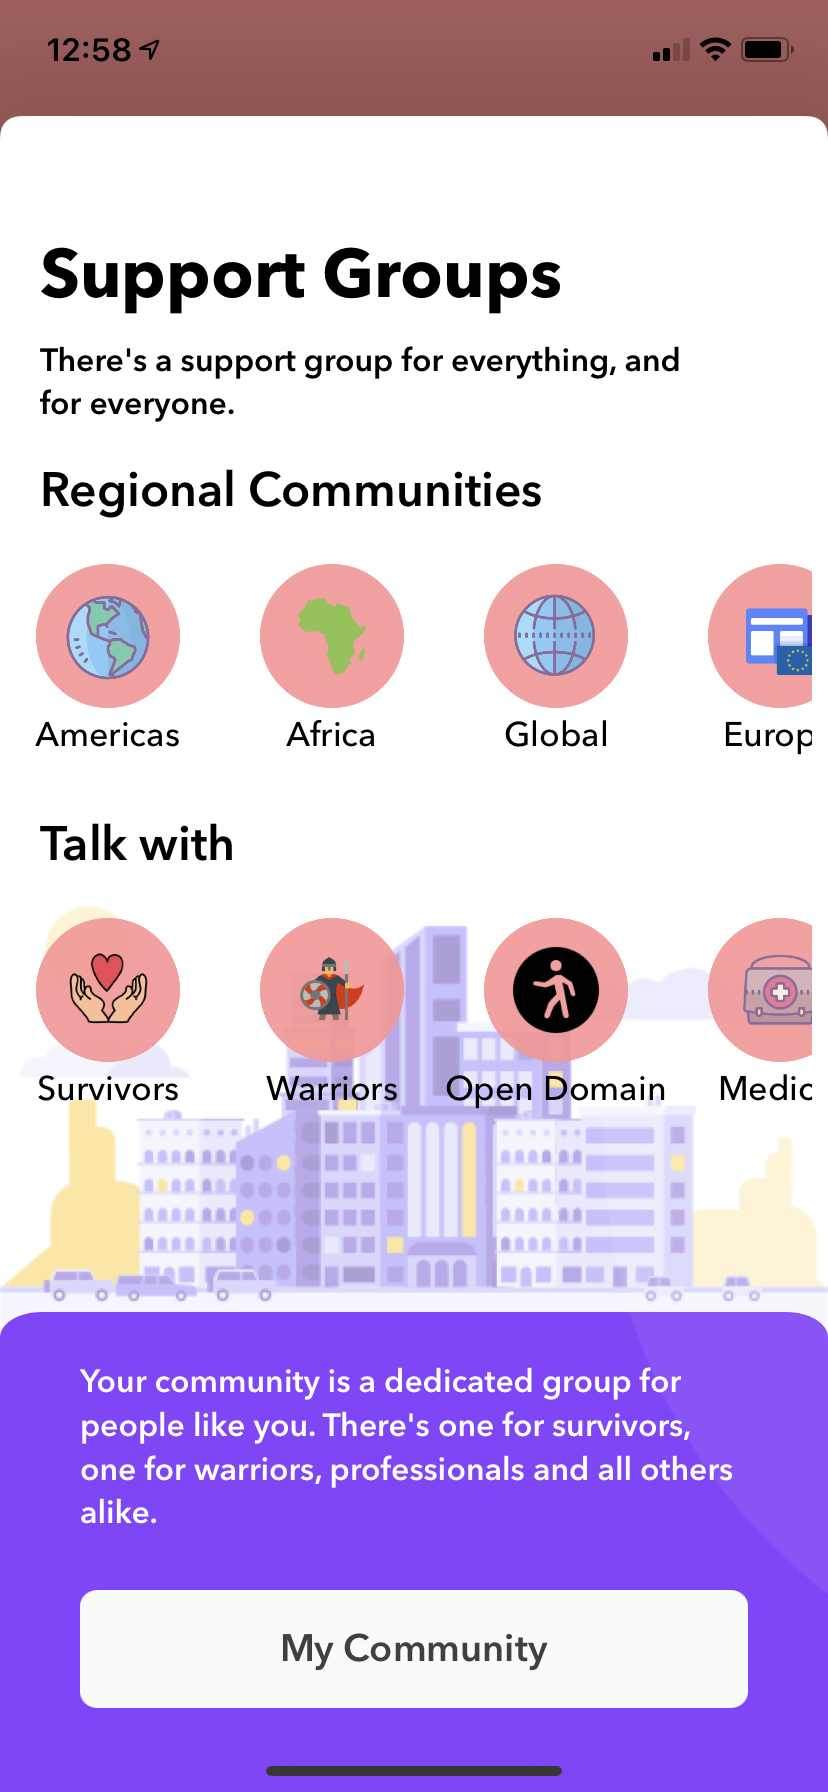 12:58
Support Groups
There's a support group for everything, and
for everyone.
Regional Communities
Americas Africa Global Europ
Talk with
Survivors Warriors Open Domain Medic
Your community is a dedicated group for
people like you. There's one for survivors,
one for warriors, professionals and all others
alike.
My Community